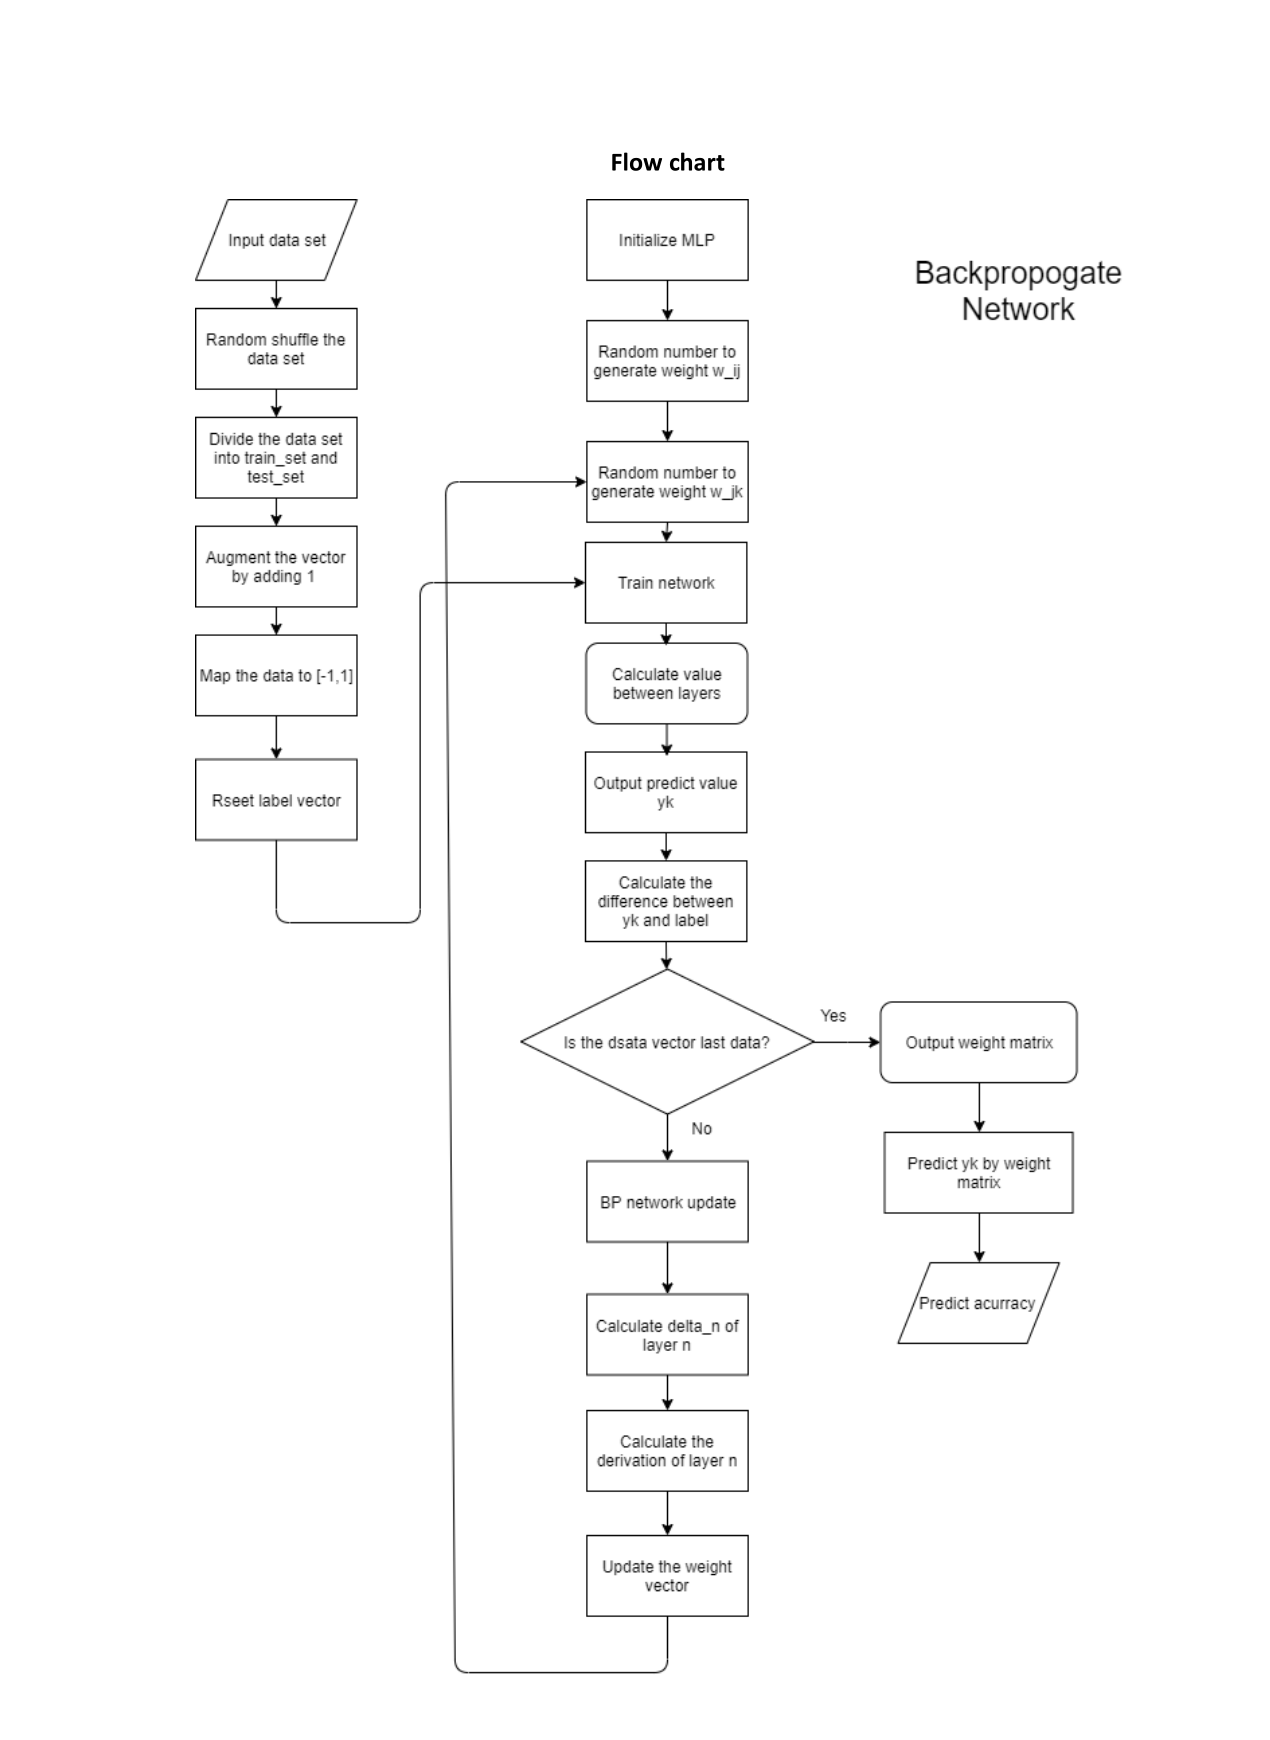 Flow chart
Input data set
Random shuffle the
data set
Divide the data set
into train_set and
test_set
Augment the vector
by adding 1
Map the data to [-1,1]
Rseet label vector
Initialize MLP
Random number to
generate weight w_ij
Random number to
generate weight w_jk
Train network
Calculate value
between layers
Output predict value
yk
Calculate the
difference between
yk and label
Is the dsata vector last data?
Yes
No
BP network update
Calculate delta_n of
layer n
Calculate the
derivation of layer n
Update the weight
vector
Backpropogate
Network
Output weight matrix
Predict yk by weight
matrix
Predict acurracy